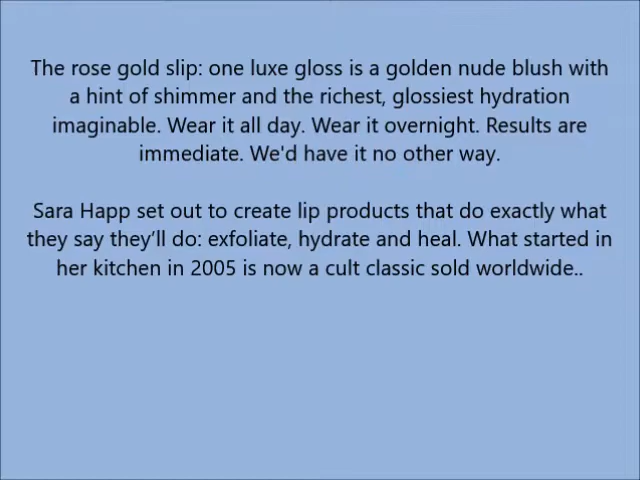 The rose gold slip: one luxe gloss is a golden nude blush with
a hint of shimmer and the richest, glossiest hydration
imaginable. Wear it all day. Wear it overnight. Results are
immediate. We'd have it no other way.
Sara Happ set out to create lip products that do exactly what
they say they’ll do: exfoliate, hydrate and heal. What started in
her kitchen in 2005 is now a cult classic sold worldwide..